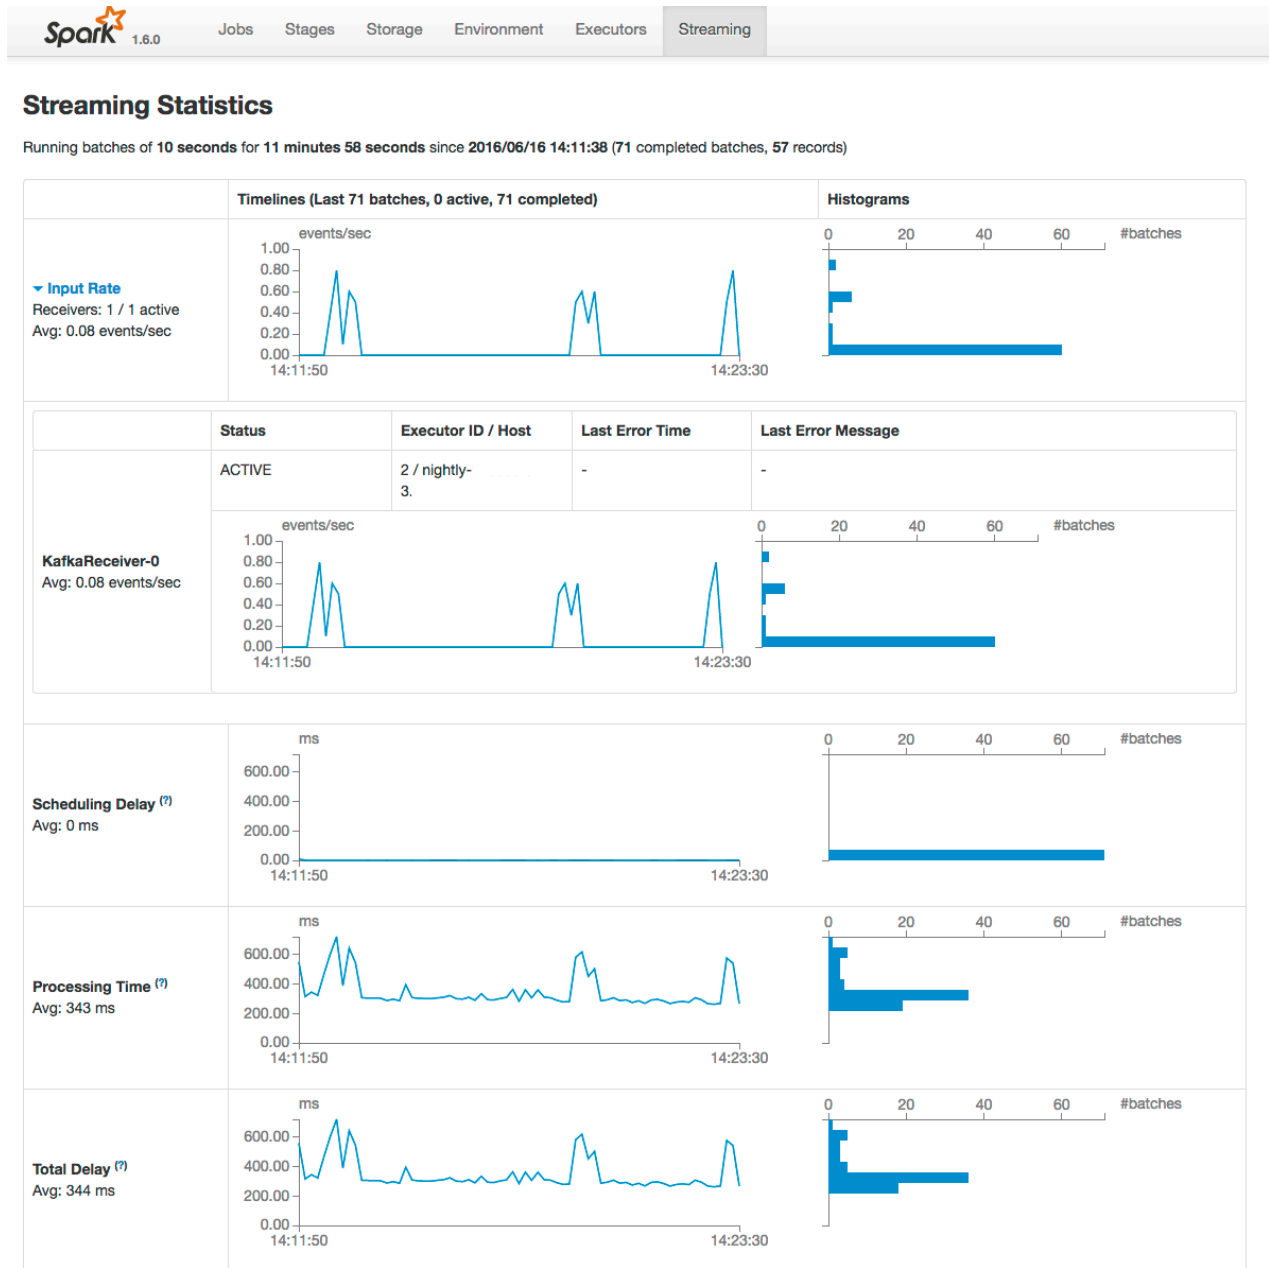 Spark 1.6.0 Jobs Stages Storage Environment Executors Streaming
Streaming Statistics
Running batches of 10 seconds for 11 minutes 58 seconds since 2016/06/16 14:11:38 (71 completed batches, 57 records)
Timelines (Last 71 batches, 0 active, 71 completed) Histograms
Input Rate
Receivers: 1 / 1 active
Avg: 0.08 events/sec
events/sec
1.00
0.80
0.60
0.40
0.20
0.00
14:11:50 14:23:30
0 20 40 60 #batches
Status Executor ID / Host Last Error Time Last Error Message
KafkaReceiver-0
Avg: 0.08 events/sec
ACTIVE 2 / nightly- - -
3.
events/sec
1.00
0.80
0.60
0.40
0.20
0.00
14:11:50 14:23:30
0 20 40 60 #batches
Scheduling Delay (?)
Avg: 0 ms
ms
600.00
400.00
200.00
0.00
14:11:50 14:23:30
0 20 40 60 #batches
Processing Time (?)
Avg: 343 ms
ms
600.00
400.00
200.00
0.00
14:11:50 14:23:30
0 20 40 60 #batches
Total Delay (?)
Avg: 344 ms
ms
600.00
400.00
200.00
0.00
14:11:50 14:23:30
0 20 40 60 #batches